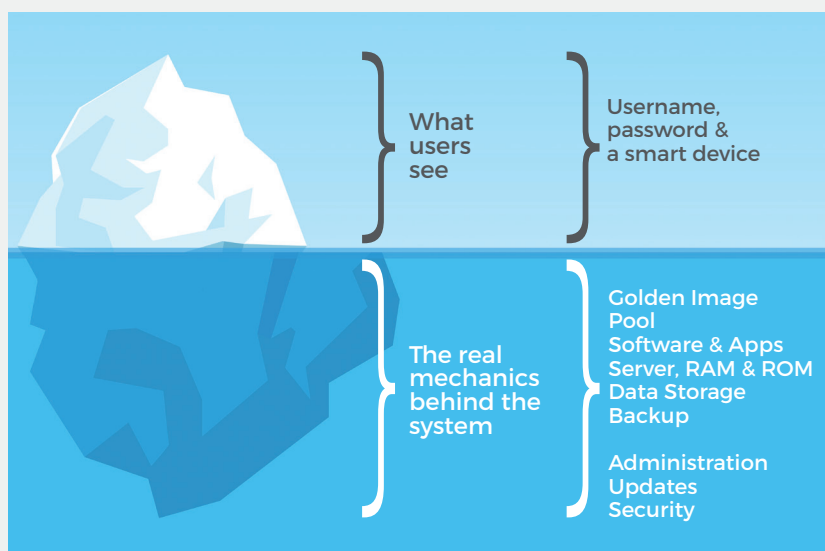 What
users
see
Username,
password &
a smart device
The real
mechanics
behind the
system
Golden Image
Pool
Software & Apps
Server, RAM & ROM
Data Storage
Backup
Administration
Updates
Security